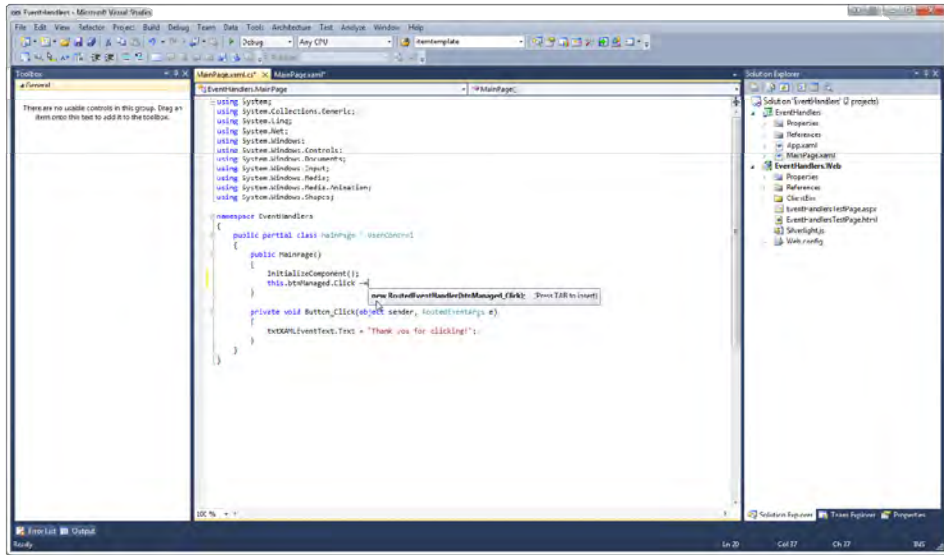 EventHandlers - Microsoft Visual Studio
File Edit View Refactor Project Build Debug Team Data Tools Architecture Test Analyze Window Help
Debug Any CPU itemtemplate
Toolbox
General
There are no usable controls in this group. Drag an
item onto this text to add it to the toolbox.
MainPage.xaml.cs* MainPage.xaml*
EventHandlers.MainPage MainPage()
using System;
using System.Collections.Generic;
using System.Linq;
using System.Net;
using System.Windows;
using System.Windows.Controls;
using System.Windows.Documents;
using System.Windows.Input;
using System.Windows.Media;
using System.Windows.Media.Animation;
using System.Windows.Shapes;
namespace EventHandlers
{
public partial class MainPage : UserControl
{
public MainPage()
{
InitializeComponent();
this.btnManaged.Click +=
new RoutedEventHandler(btnManaged_Click); (Press TAB to insert)
}
private void Button_Click(object sender, RoutedEventArgs e)
{
txtXAMLEventText.Text = "Thank you for clicking!";
}
}
}
100 %
Solution Explorer
Solution 'EventHandlers' (2 projects)
EventHandlers
Properties
References
App.xaml
MainPage.xaml
EventHandlers.Web
Properties
References
ClientBin
EventHandlersTestPage.aspx
EventHandlersTestPage.html
Silverlight.js
Web.config
Solution Explorer Team Explorer Properties
Error List Output
Ready Ln 20 Col 37 Ch 37 INS